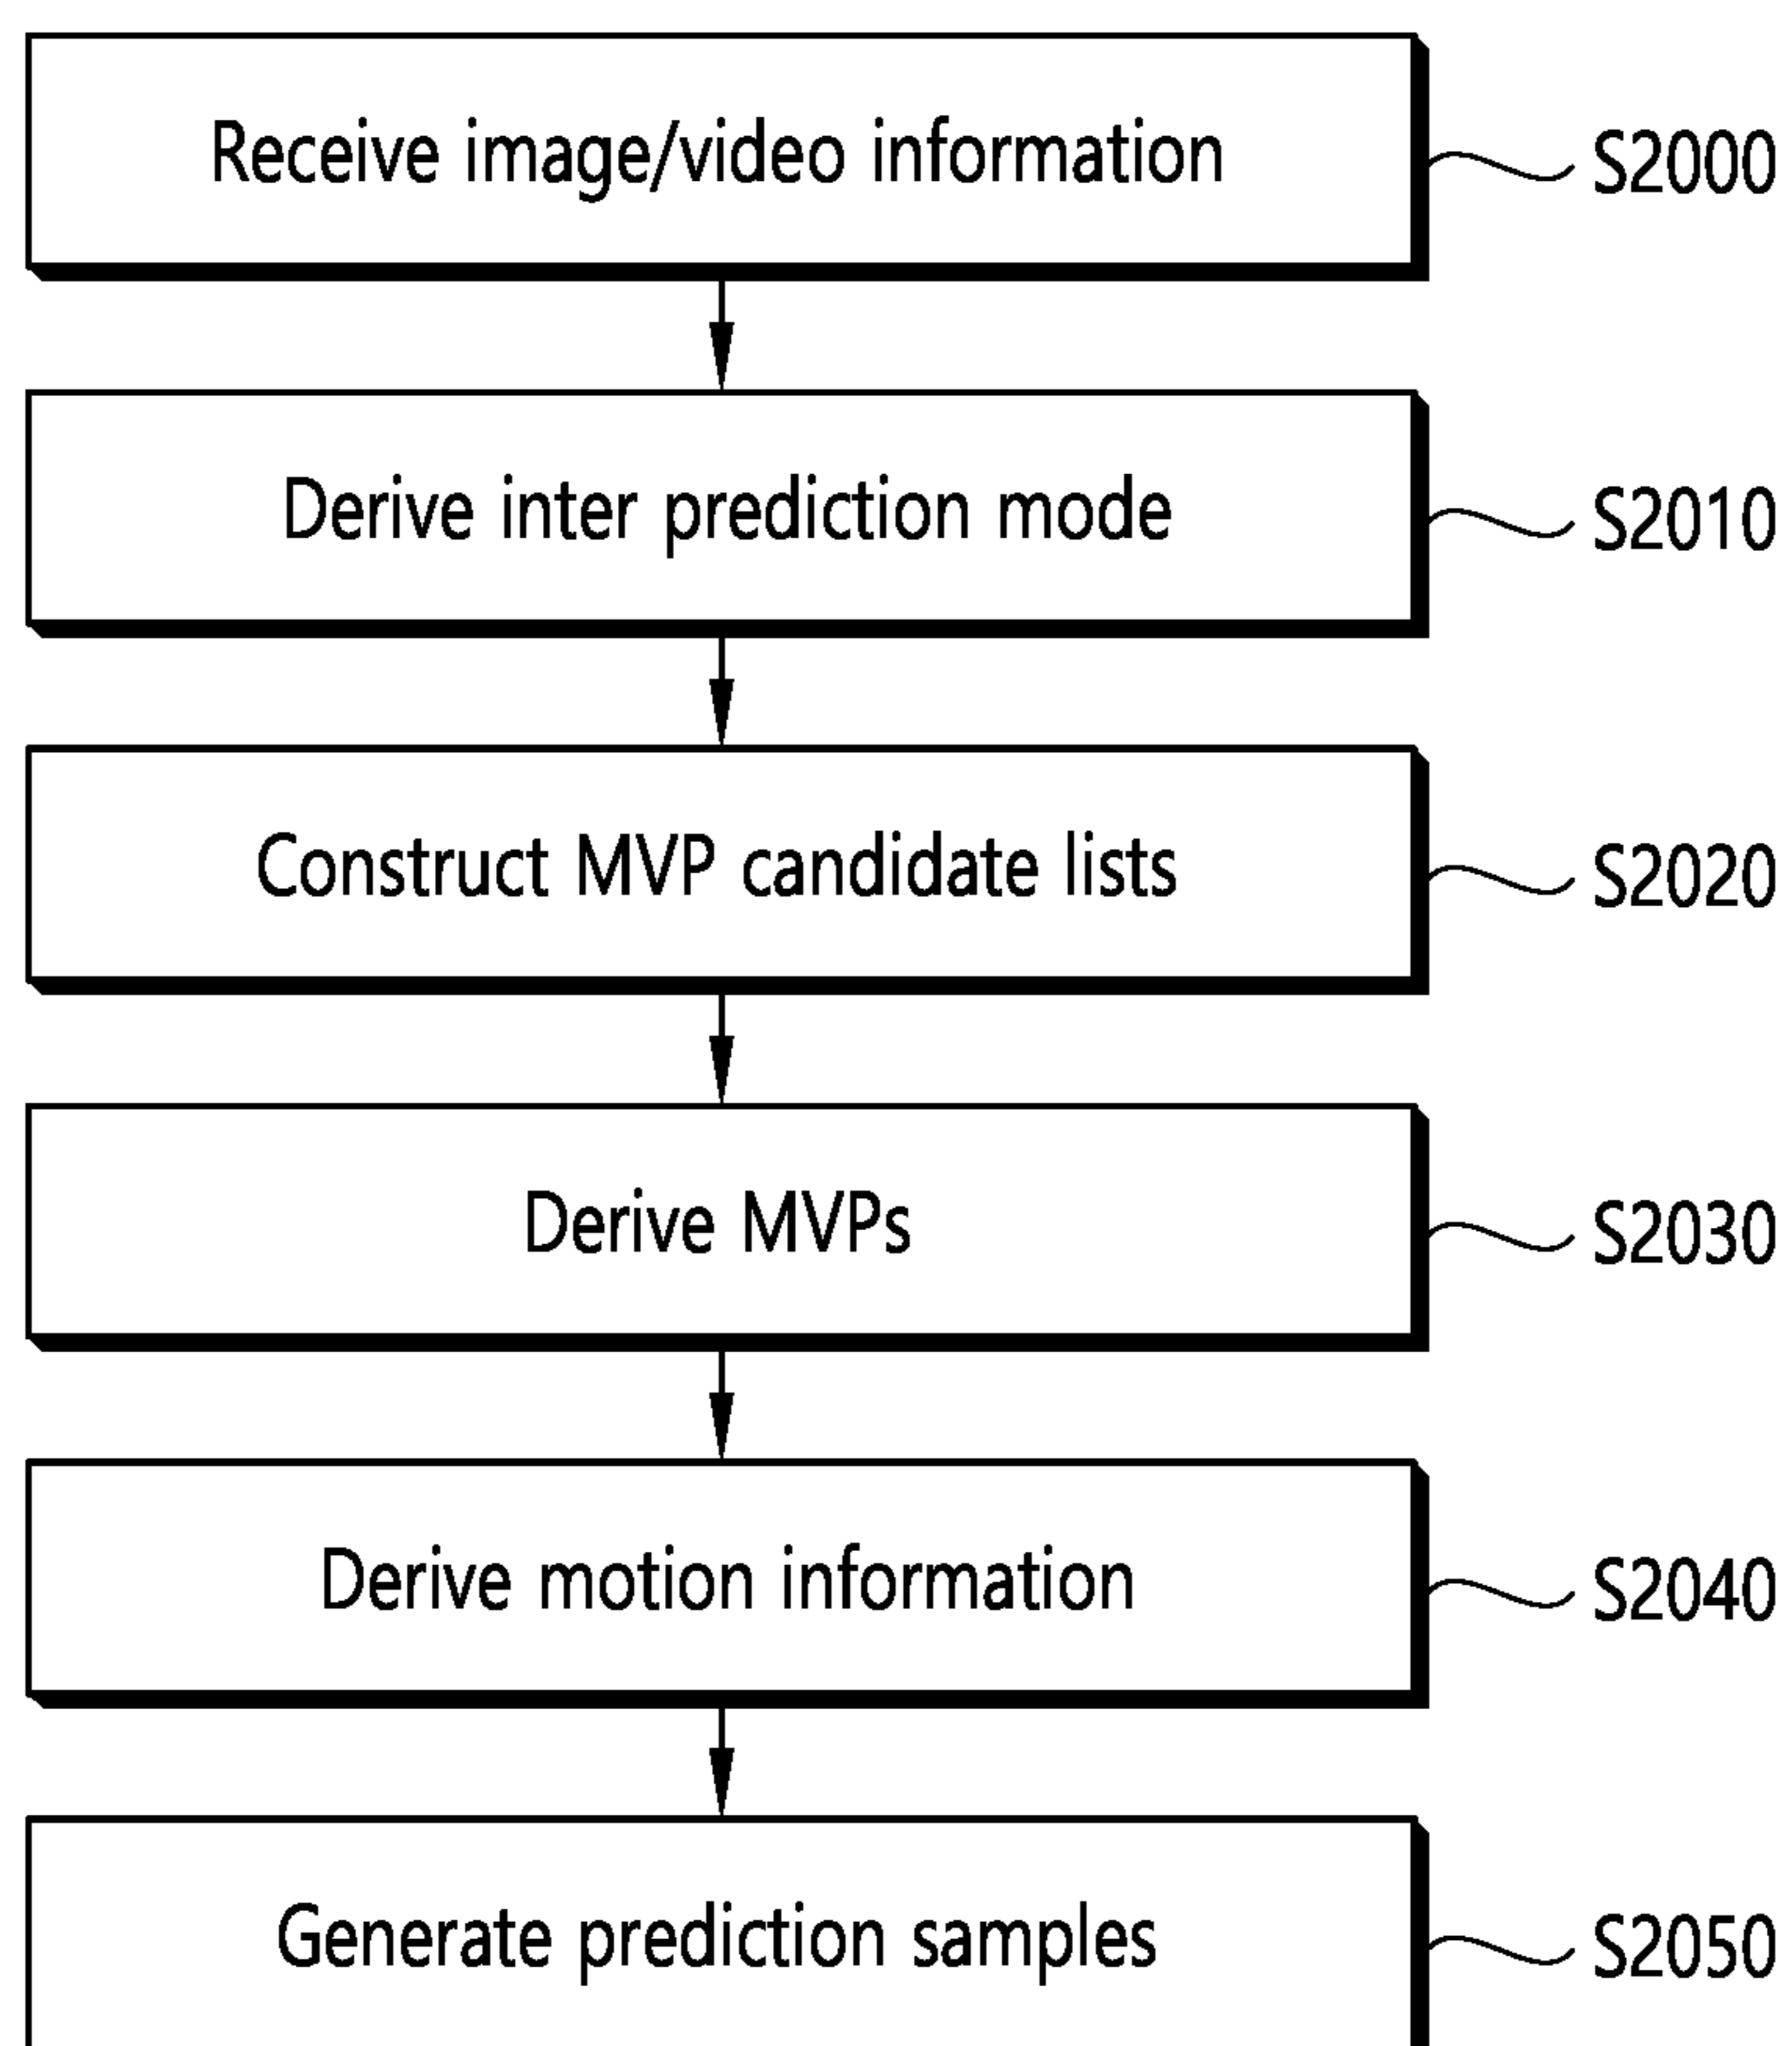 Receive image/video information S2000
Derive inter prediction mode S2010
Construct MVP candidate lists S2020
Derive MVPs S2030
Derive motion information S2040
Generate prediction samples S2050